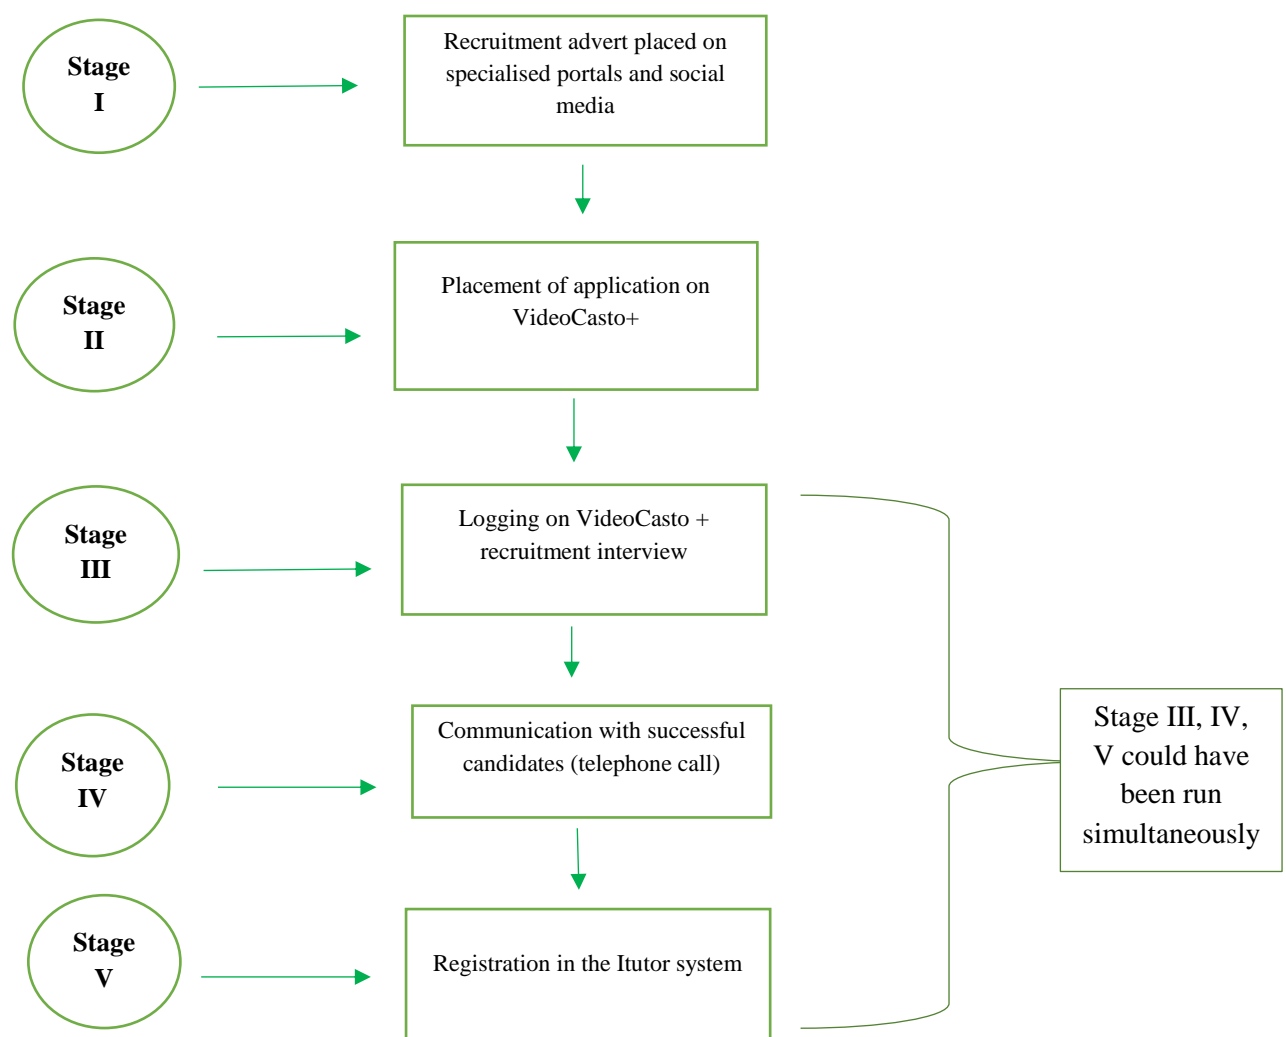 Stage
I
Recruitment advert placed on
specialised portals and social
media
Stage
II
Placement of application on
VideoCasto+
Stage
III
Logging on VideoCasto +
recruitment interview
Stage
IV
Communication with successful
candidates (telephone call)
Stage III, IV,
V could have
been run
simultaneously
Stage
V
Registration in the Itutor system